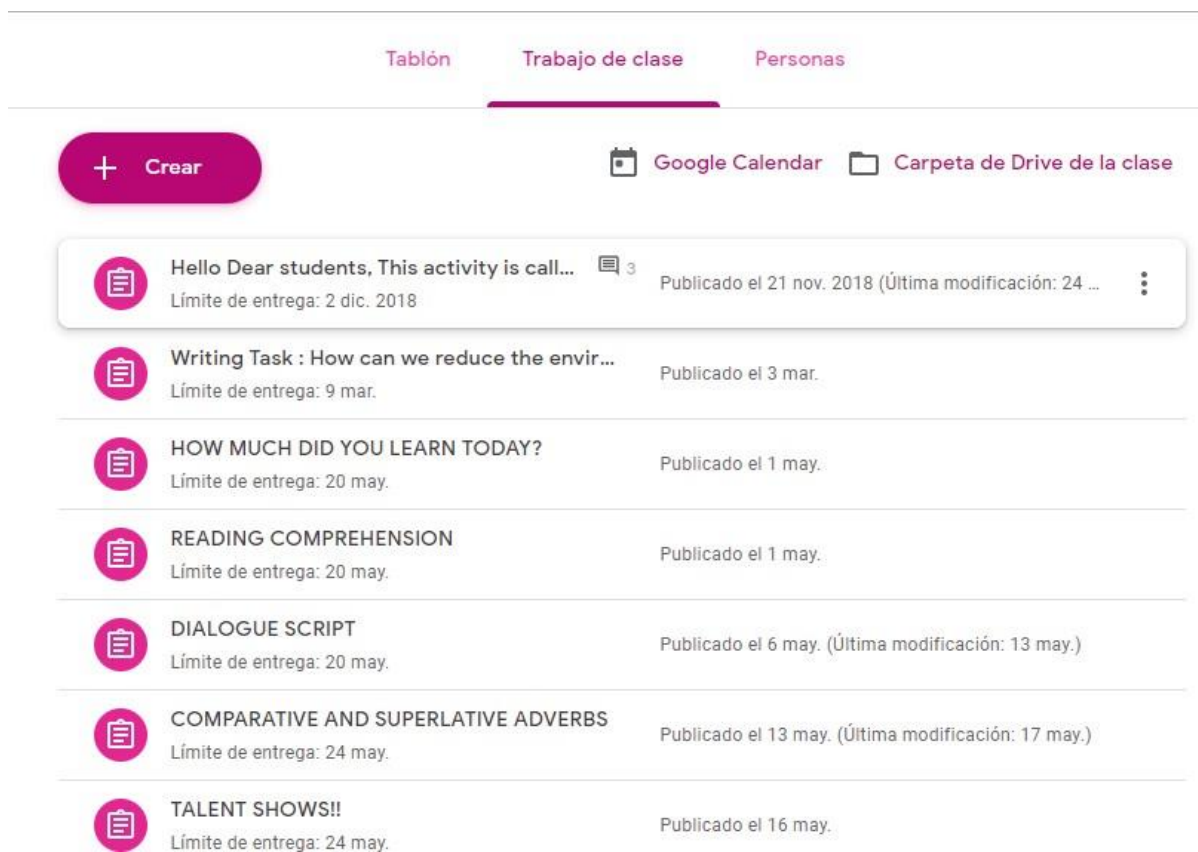 Tablón Trabajo de clase Personas
+ Crear Google Calendar Carpeta de Drive de la clase
Hello Dear students, This activity is call... 3
Publicado el 21 nov. 2018 (Última modificación: 24 ...
Límite de entrega: 2 dic. 2018
Writing Task : How can we reduce the envir...
Publicado el 3 mar.
Límite de entrega: 9 mar.
HOW MUCH DID YOU LEARN TODAY?
Publicado el 1 may.
Límite de entrega: 20 may.
READING COMPREHENSION
Publicado el 1 may.
Límite de entrega: 20 may.
DIALOGUE SCRIPT
Publicado el 6 may. (Última modificación: 13 may.)
Límite de entrega: 20 may.
COMPARATIVE AND SUPERLATIVE ADVERBS
Publicado el 13 may. (Última modificación: 17 may.)
Límite de entrega: 24 may.
TALENT SHOWS!!
Publicado el 16 may.
Límite de entrega: 24 may.